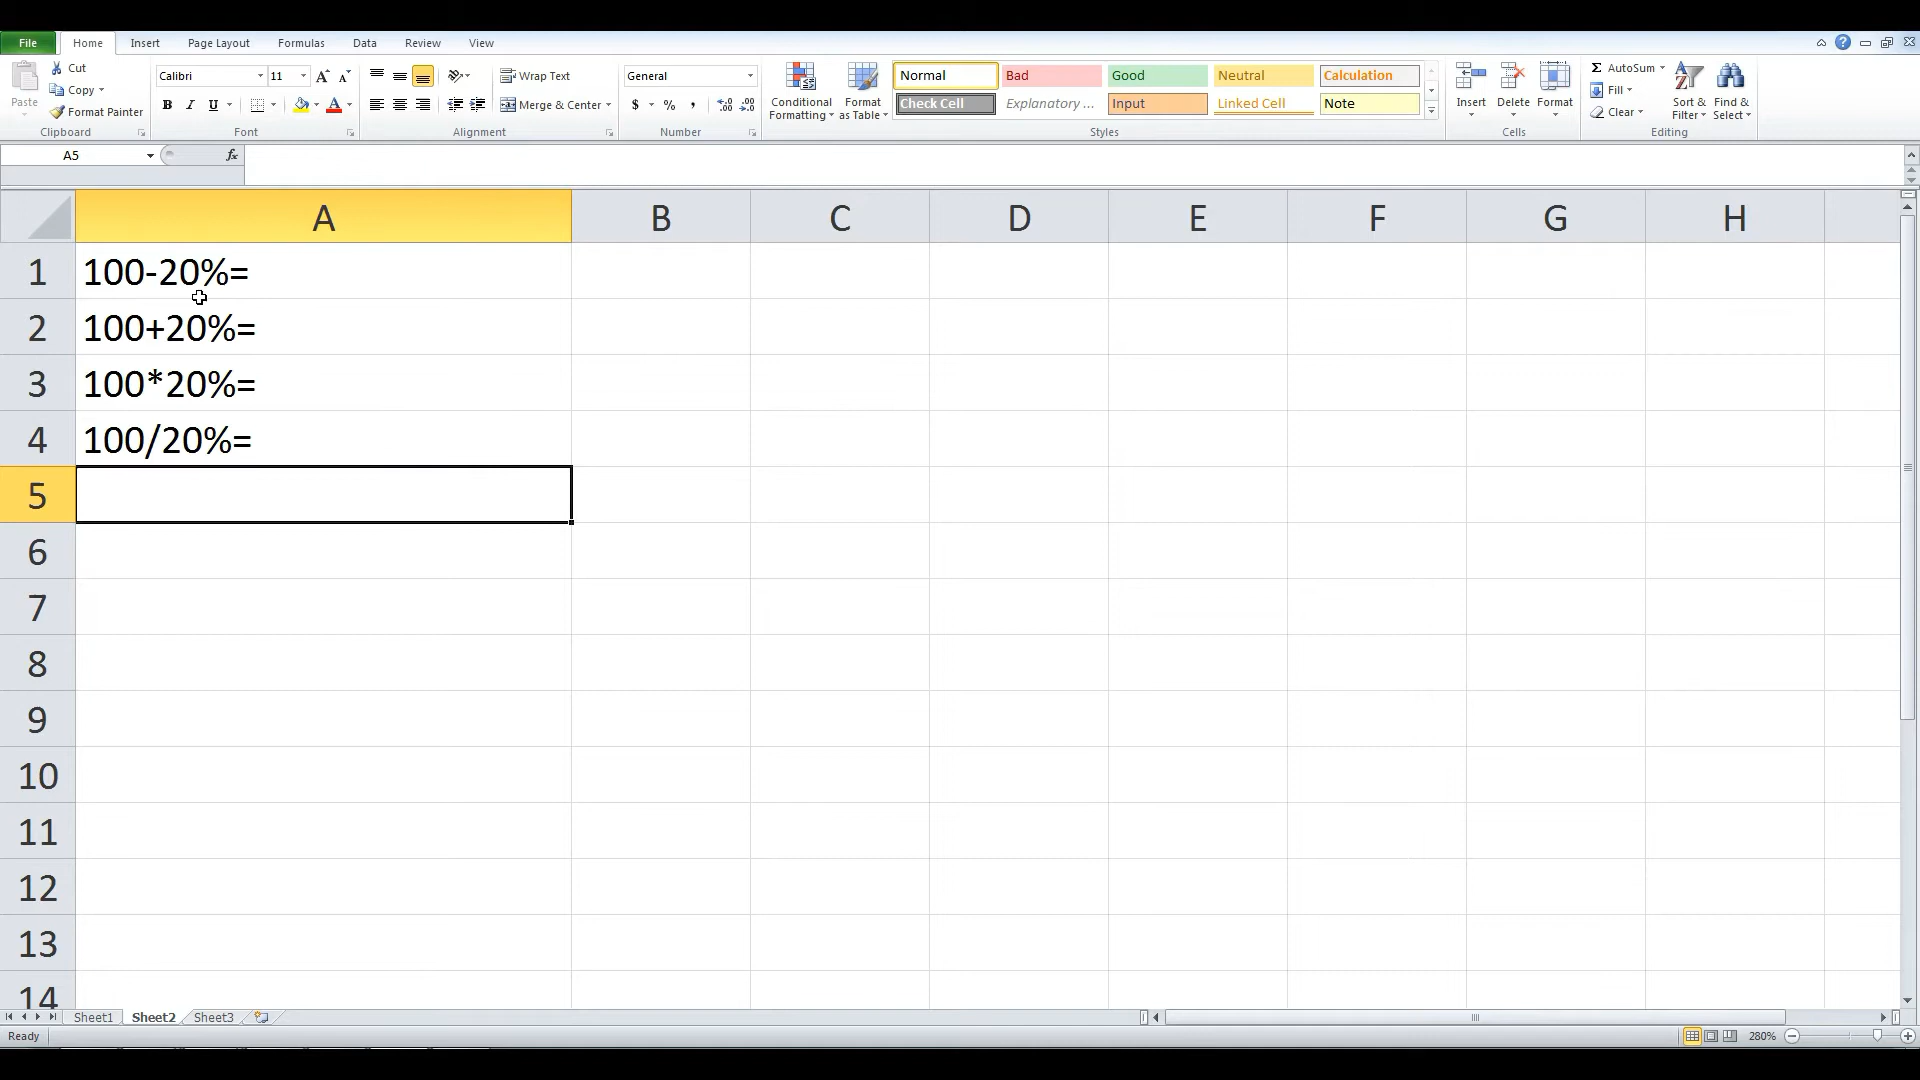 File Home Insert Page Layout Formulas Data Review View
Cut
Copy
Format Painter
Paste
Clipboard
Calibri 11
B I U
Font
Wrap Text
Merge & Center
Alignment
General
$ % ,
Number
Conditional Formatting
Format as Table
Normal Bad Good Neutral Calculation
Check Cell Explanatory ... Input Linked Cell Note
Styles
Insert Delete Format
Cells
Σ AutoSum
Fill
Clear
Sort & Filter
Find & Select
Editing
A5 fx
A B C D E F G H
1 100-20%=
2 100+20%=
3 100*20%=
4 100/20%=
5
6
7
8
9
10
11
12
13
14
Sheet1 Sheet2 Sheet3
Ready 280%